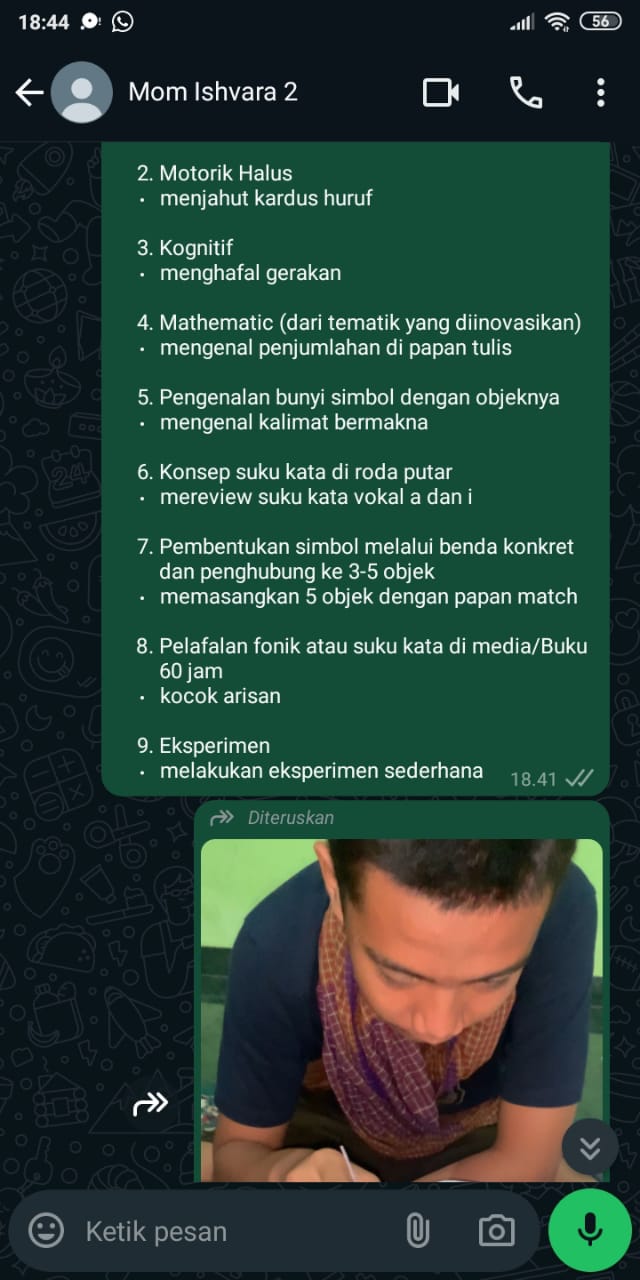 18:44
56
Mom Ishvara 2
2. Motorik Halus
• menjahut kardus huruf
3. Kognitif
• menghafal gerakan
4. Mathematic (dari tematik yang diinovasikan)
• mengenal penjumlahan di papan tulis
5. Pengenalan bunyi simbol dengan objeknya
• mengenal kalimat bermakna
6. Konsep suku kata di roda putar
• mereview suku kata vokal a dan i
7. Pembentukan simbol melalui benda konkret
dan penghubung ke 3-5 objek
• memasangkan 5 objek dengan papan match
8. Pelafalan fonik atau suku kata di media/Buku
60 jam
• kocok arisan
9. Eksperimen
• melakukan eksperimen sederhana
18.41
Diteruskan
Ketik pesan